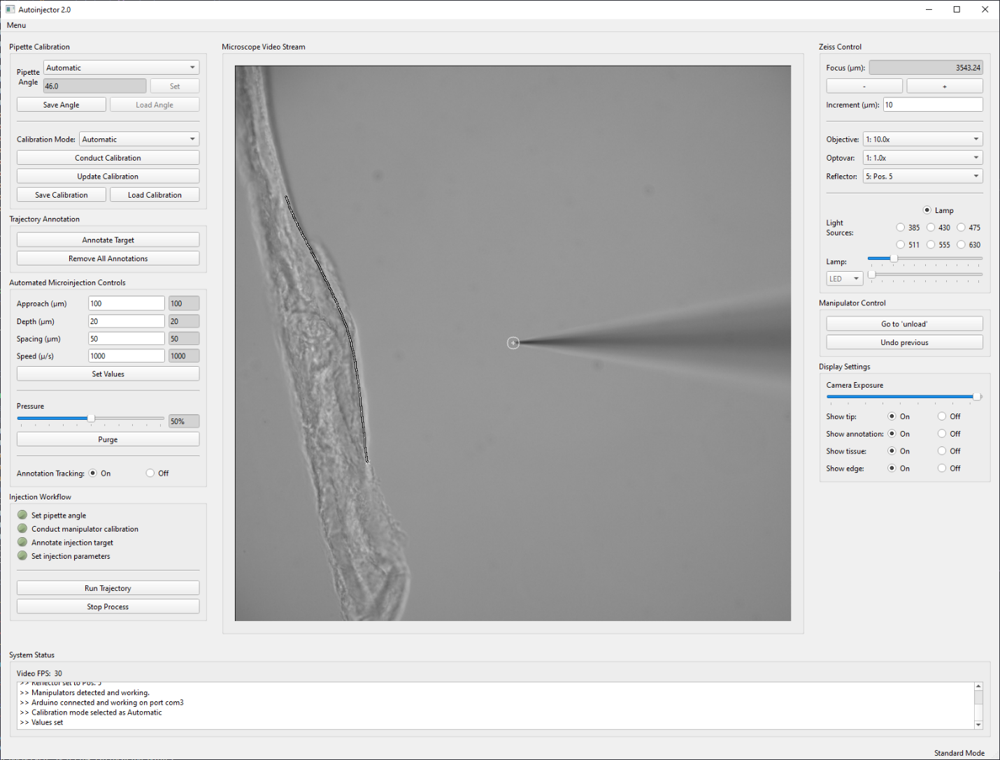 Autoinjector 2.0
Menu
Pipette Calibration
Pipette Angle
Automatic
46.0
Set
Save Angle
Load Angle
Calibration Mode:
Automatic
Conduct Calibration
Update Calibration
Save Calibration
Load Calibration
Trajectory Annotation
Annotate Target
Remove All Annotations
Automated Microinjection Controls
Approach (µm) 100 100
Depth (µm) 20 20
Spacing (µm) 50 50
Speed (µ/s) 1000 1000
Set Values
Pressure
50%
Purge
Annotation Tracking: On Off
Injection Workflow
Set pipette angle
Conduct manipulator calibration
Annotate injection target
Set injection parameters
Run Trajectory
Stop Process
Microscope Video Stream
Zeiss Control
Focus (µm): 3543.24
- +
Increment (µm): 10
Objective: 1: 10.0x
Optovar: 1: 1.0x
Reflector: 5: Pos. 5
Light Sources:
Lamp
385 430 475
511 555 630
Lamp:
LED
Manipulator Control
Go to 'unload'
Undo previous
Display Settings
Camera Exposure
Show tip: On Off
Show annotation: On Off
Show tissue: On Off
Show edge: On Off
System Status
Video FPS: 30
>> Reflector set to Pos. 5
>> Manipulators detected and working.
>> Arduino connected and working on port com3
>> Calibration mode selected as Automatic
>> Values set
Standard Mode